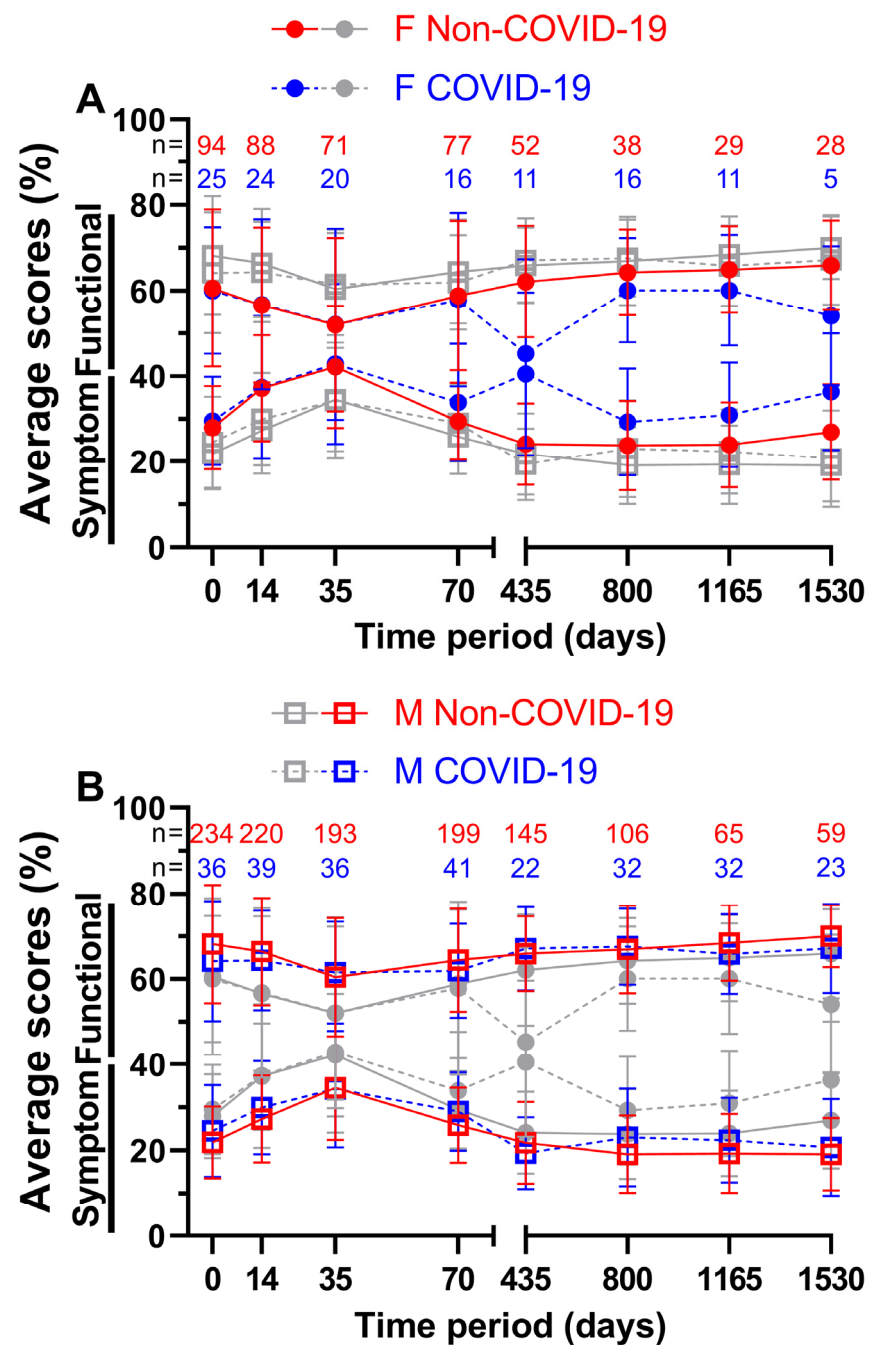 F Non-COVID-19
F COVID-19
A
100
n= 94 88 71 77 52 38 29 28
n= 25 24 20 16 11 16 11 5
80
60
40
20
0
Average scores (%)
Symptom Functional
0 14 35 70 435 800 1165 1530
Time period (days)
M Non-COVID-19
M COVID-19
B
100
n= 234 220 193 199 145 106 65 59
n= 36 39 36 41 22 32 32 23
80
60
40
20
0
Average scores (%)
Symptom Functional
0 14 35 70 435 800 1165 1530
Time period (days)